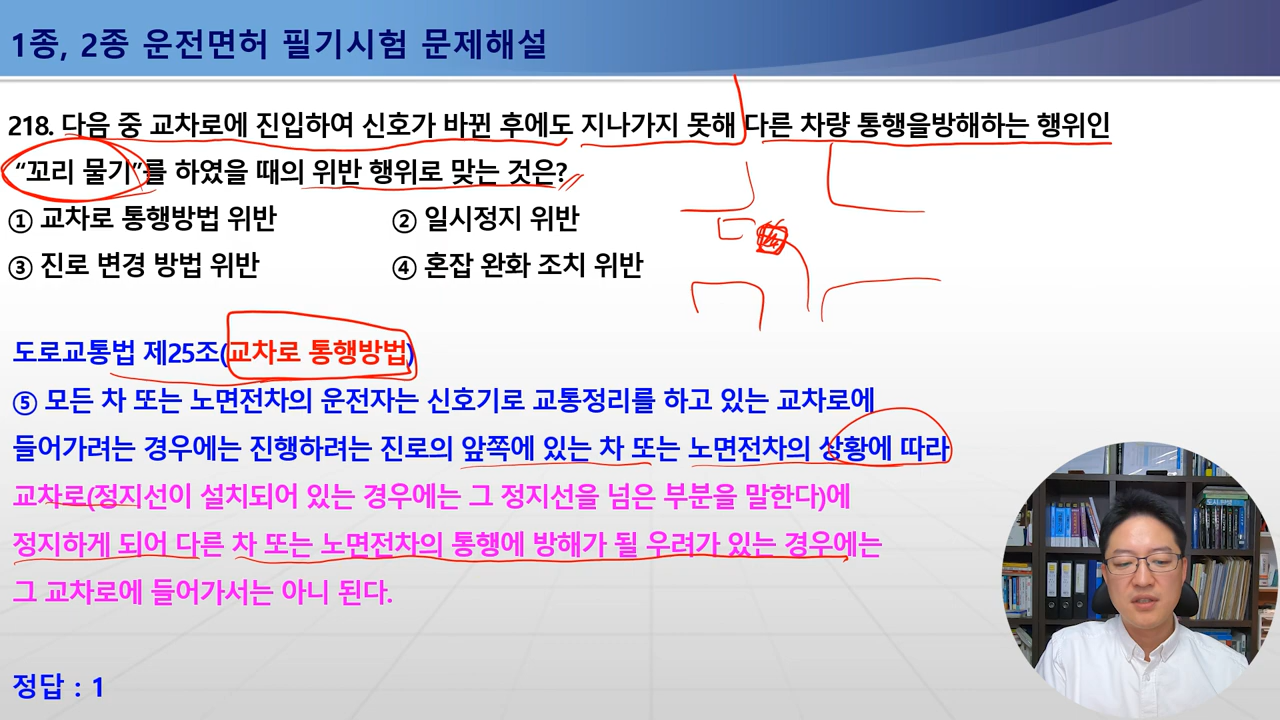 1종, 2종 운전면허 필기시험 문제해설
218. 다음 중 교차로에 진입하여 신호가 바뀐 후에도 지나가지 못해 다른 차량 통행을방해하는 행위인
“꼬리 물기”를 하였을 때의 위반 행위로 맞는 것은?
① 교차로 통행방법 위반 ② 일시정지 위반
③ 진로 변경 방법 위반 ④ 혼잡 완화 조치 위반
도로교통법 제25조(교차로 통행방법)
⑤ 모든 차 또는 노면전차의 운전자는 신호기로 교통정리를 하고 있는 교차로에
들어가려는 경우에는 진행하려는 진로의 앞쪽에 있는 차 또는 노면전차의 상황에 따라
교차로(정지선이 설치되어 있는 경우에는 그 정지선을 넘은 부분을 말한다)에
정지하게 되어 다른 차 또는 노면전차의 통행에 방해가 될 우려가 있는 경우에는
그 교차로에 들어가서는 아니 된다.
정답 : 1